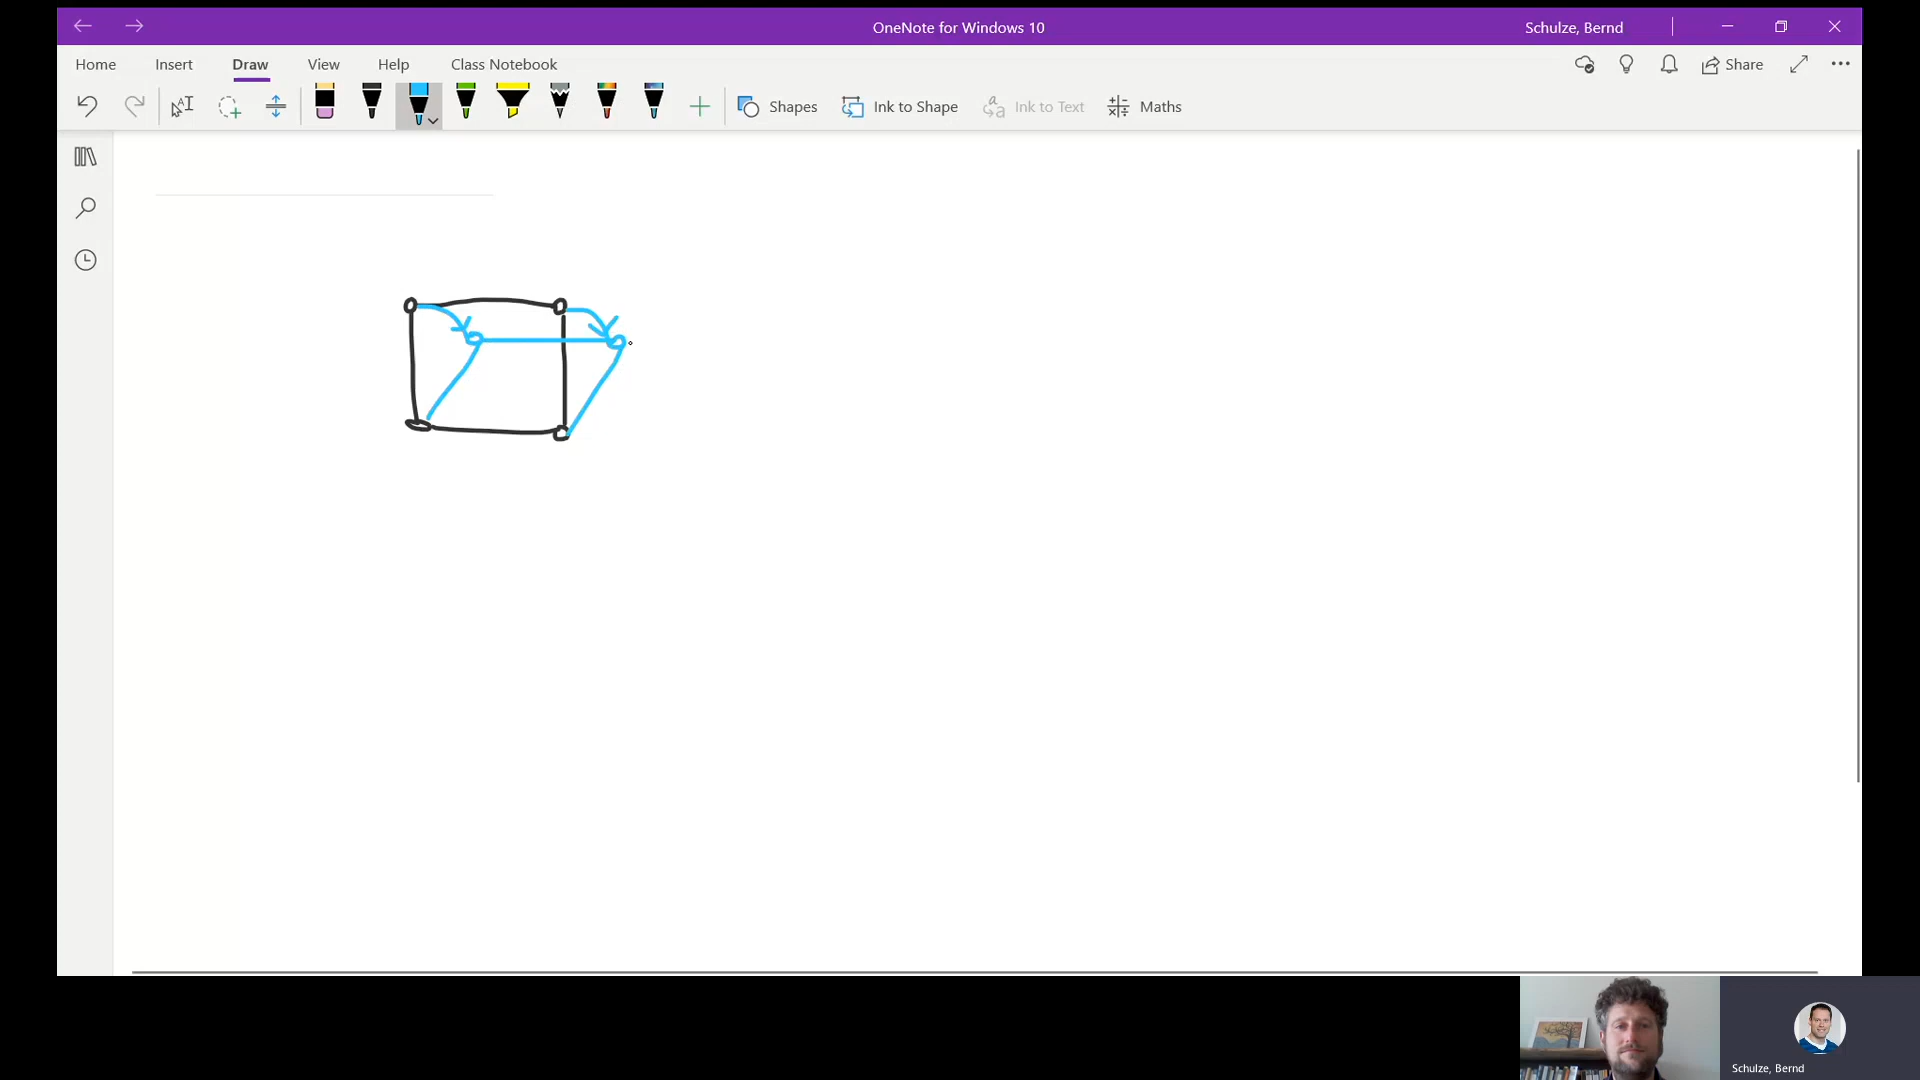 OneNote for Windows 10
Schulze, Bernd
Home Insert Draw View Help Class Notebook
Share
Shapes Ink to Shape Ink to Text Maths
Schulze, Bernd